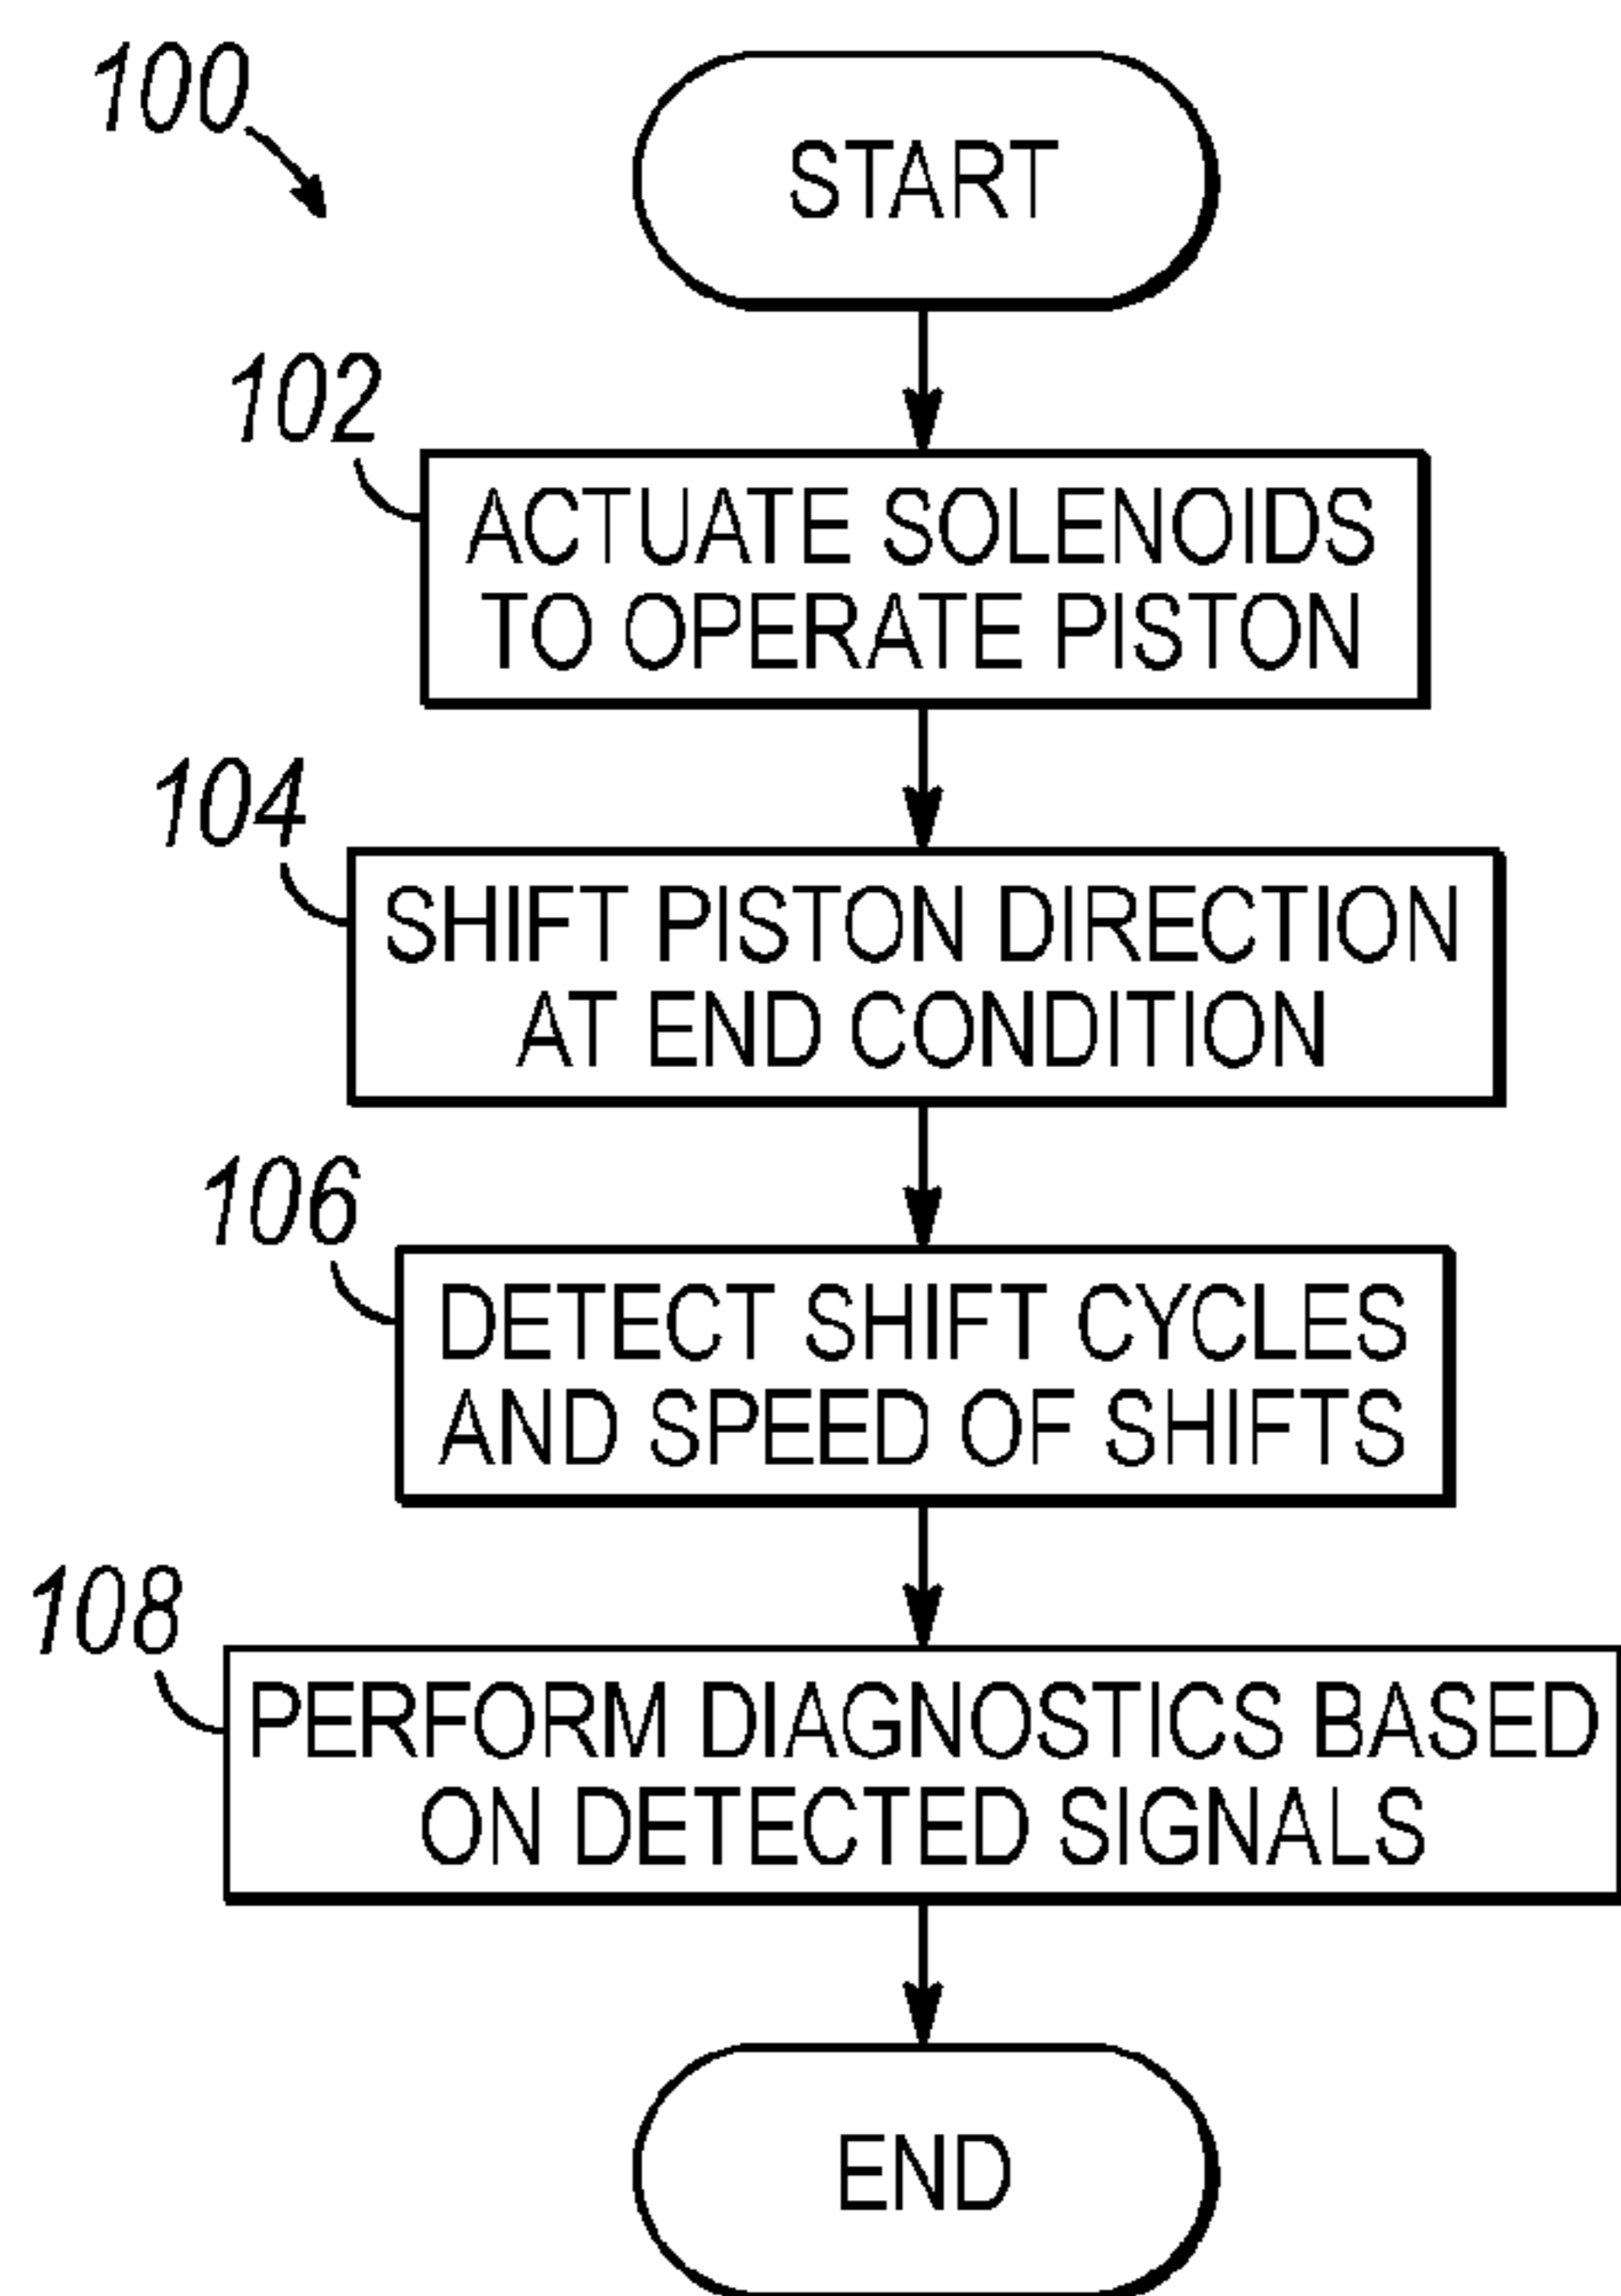 100
START
102
ACTUATE SOLENOIDS
TO OPERATE PISTON
104
SHIFT PISTON DIRECTION
AT END CONDITION
106
DETECT SHIFT CYCLES
AND SPEED OF SHIFTS
108
PERFORM DIAGNOSTICS BASED
ON DETECTED SIGNALS
END